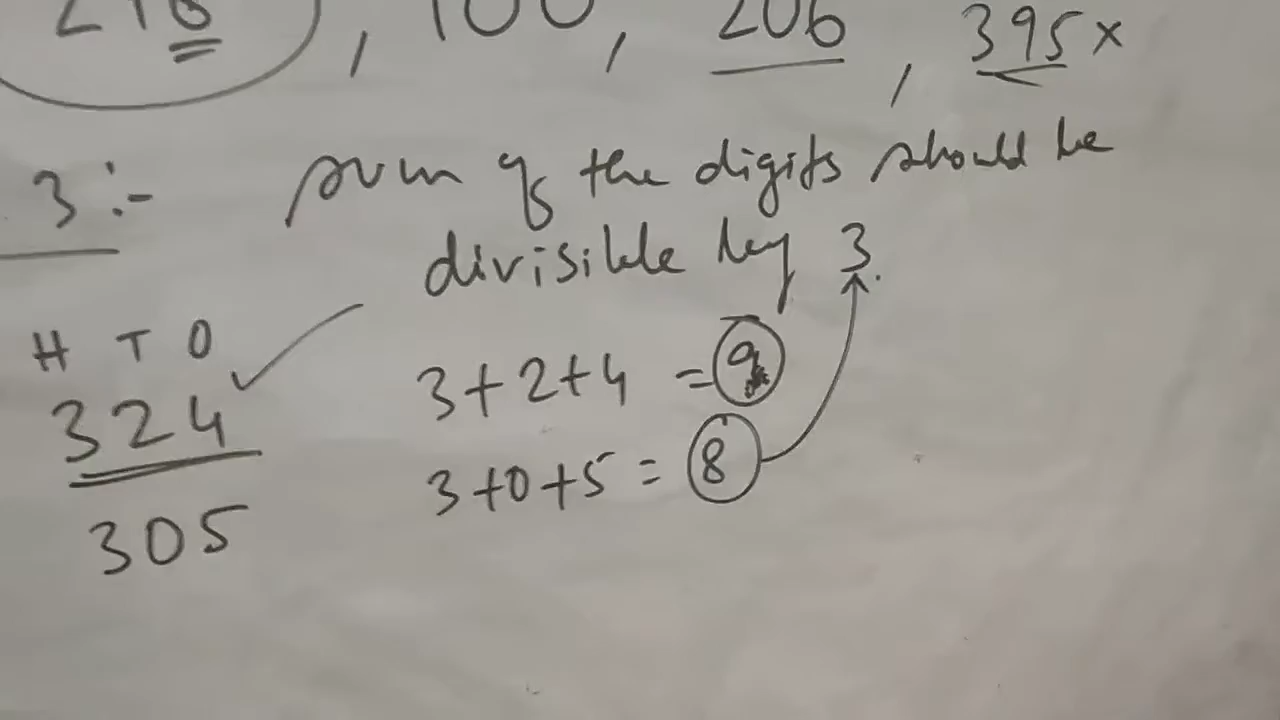 218, 100, 206, 395 ×
3 :- sum of the digits should be
divisible by 3.
H T O
324 ✓ 3+2+4 = 9
305 3+0+5 = 8